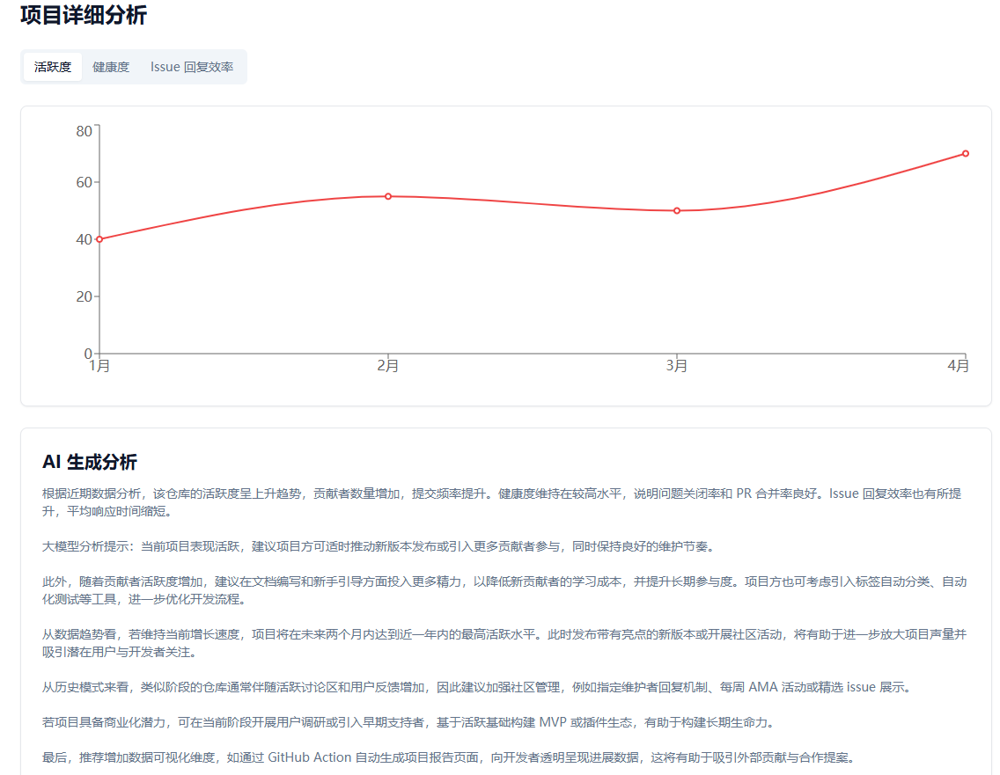 项目详细分析
活跃度 健康度 Issue 回复效率
80
60
40
20
0
1月 2月 3月 4月
AI 生成分析
根据近期数据分析，该仓库的活跃度呈上升趋势，贡献者数量增加，提交频率提升。健康度维持在较高水平，说明问题关闭率和 PR 合并率良好。Issue 回复效率也有所提
升，平均响应时间缩短。
大模型分析提示：当前项目表现活跃，建议项目方可适时推动新版本发布或引入更多贡献者参与，同时保持良好的维护节奏。
此外，随着贡献者活跃度增加，建议在文档编写和新手引导方面投入更多精力，以降低新贡献者的学习成本，并提升长期参与度。项目方也可考虑引入标签自动分类、自动
化测试等工具，进一步优化开发流程。
从数据趋势看，若维持当前增长速度，项目将在未来两个月内达到近一年内的最高活跃水平。此时发布带有亮点的新版本或开展社区活动，将有助于进一步放大项目声量并
吸引潜在用户与开发者关注。
从历史模式来看，类似阶段的仓库通常伴随活跃讨论区和用户反馈增加，因此建议加强社区管理，例如指定维护者回复机制、每周 AMA 活动或精选 issue 展示。
若项目具备商业化潜力，可在当前阶段开展用户调研或引入早期支持者，基于活跃基础构建 MVP 或插件生态，有助于构建长期生命力。
最后，推荐增加数据可视化维度，如通过 GitHub Action 自动生成项目报告页面，向开发者透明呈现进展数据，这将有助于吸引外部贡献与合作提案。